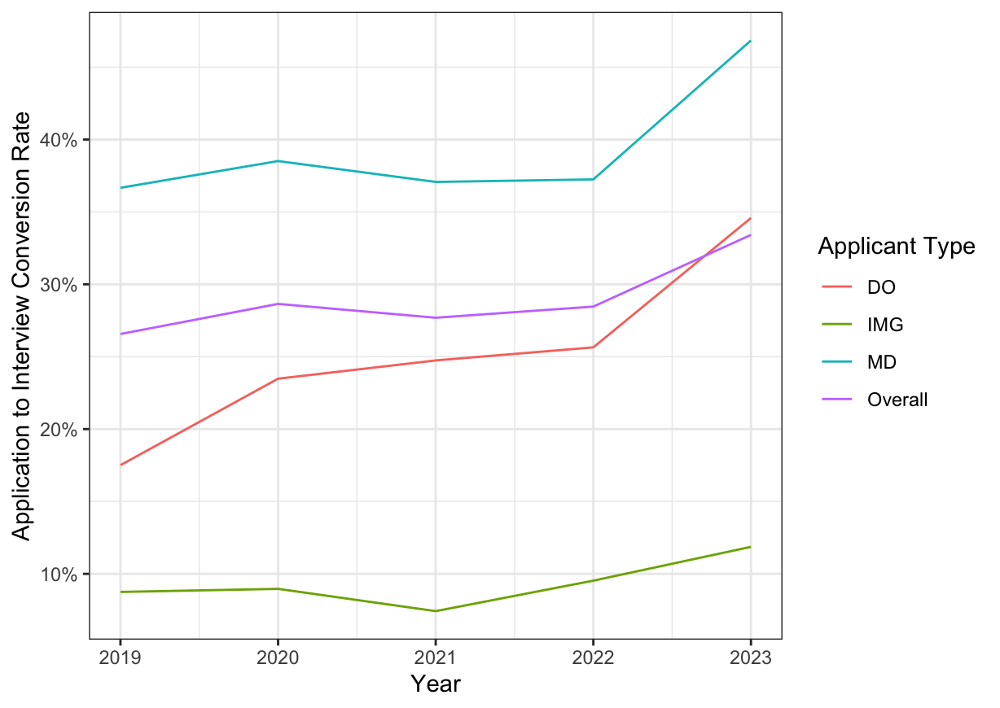 Application to Interview Conversion Rate
40%
30%
20%
10%
2019 2020 2021 2022 2023
Year
Applicant Type
DO
IMG
MD
Overall